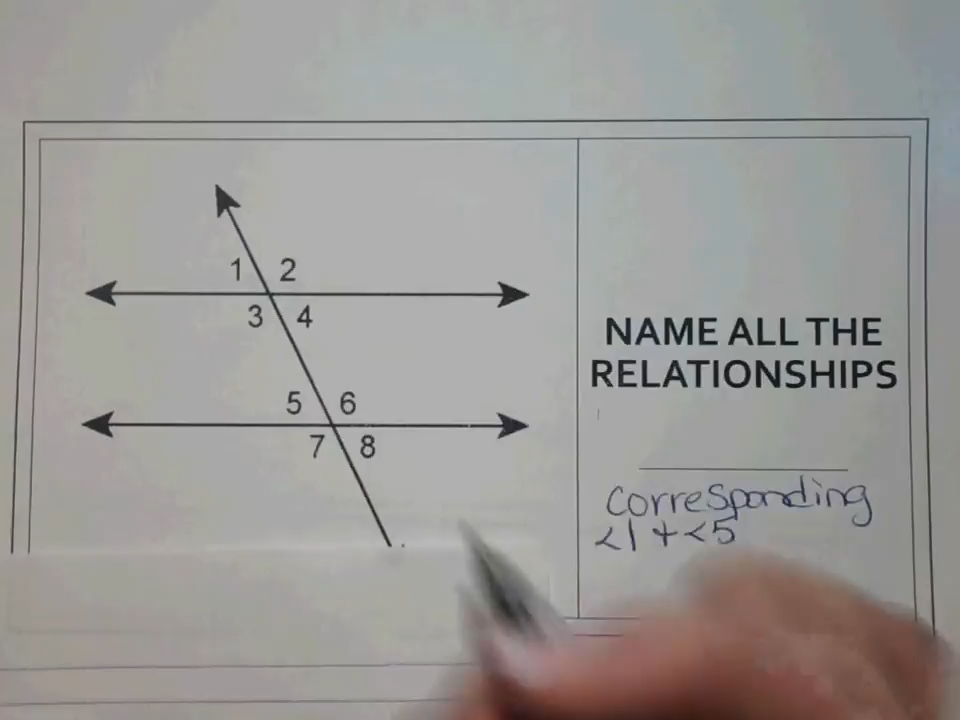 1 2
3 4
5 6
7 8
NAME ALL THE
RELATIONSHIPS
corresponding
<1 + <5